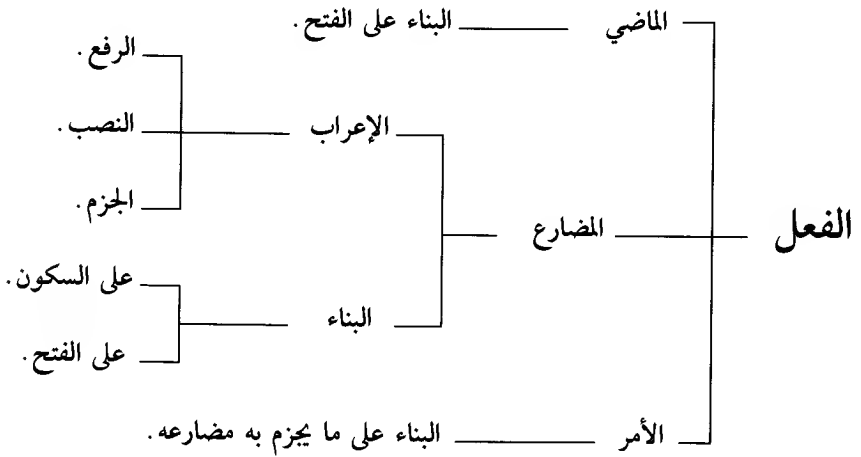 الفعل
الماضي
البناء على الفتح.
المضارع
الإعراب
الرفع.
النصب.
الجزم.
البناء
على السكون.
على الفتح.
الأمر
البناء على ما يجزم به مضارعه.